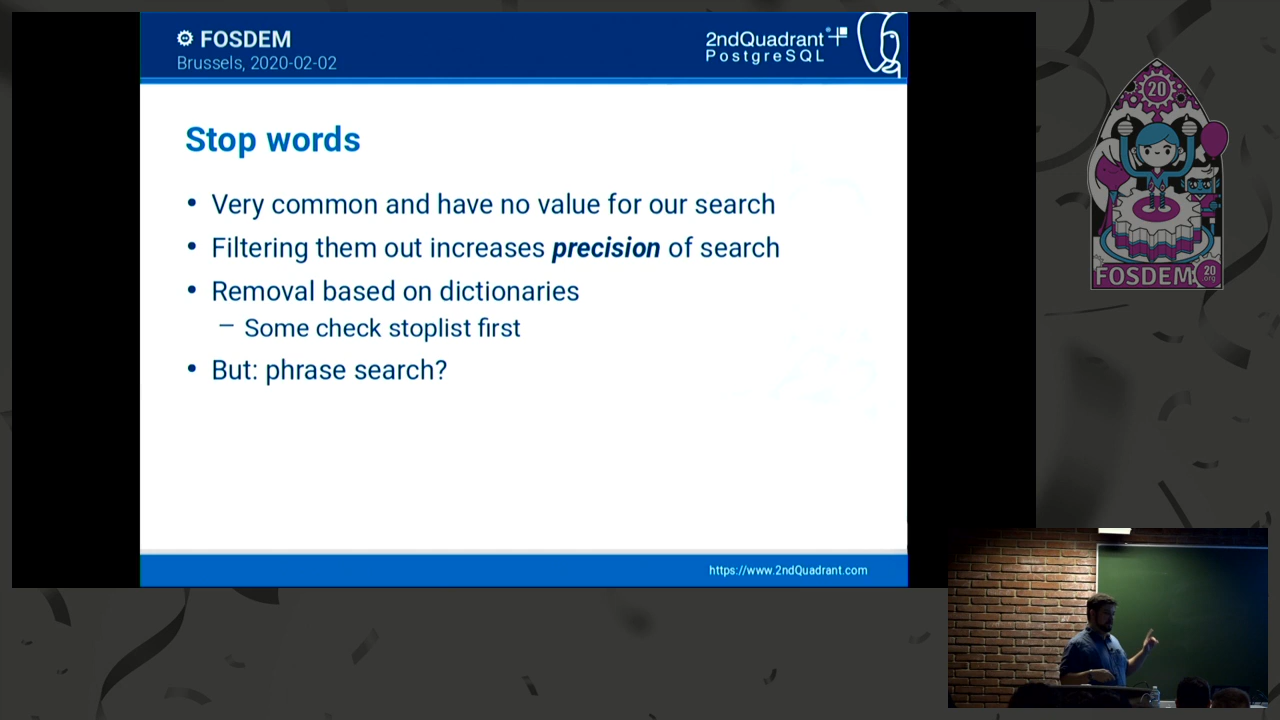 FOSDEM
Brussels, 2020-02-02
2ndQuadrant
PostgreSQL
Stop words
• Very common and have no value for our search
• Filtering them out increases precision of search
• Removal based on dictionaries
– Some check stoplist first
• But: phrase search?
https://www.2ndQuadrant.com
20
FOSDEM
20
.org